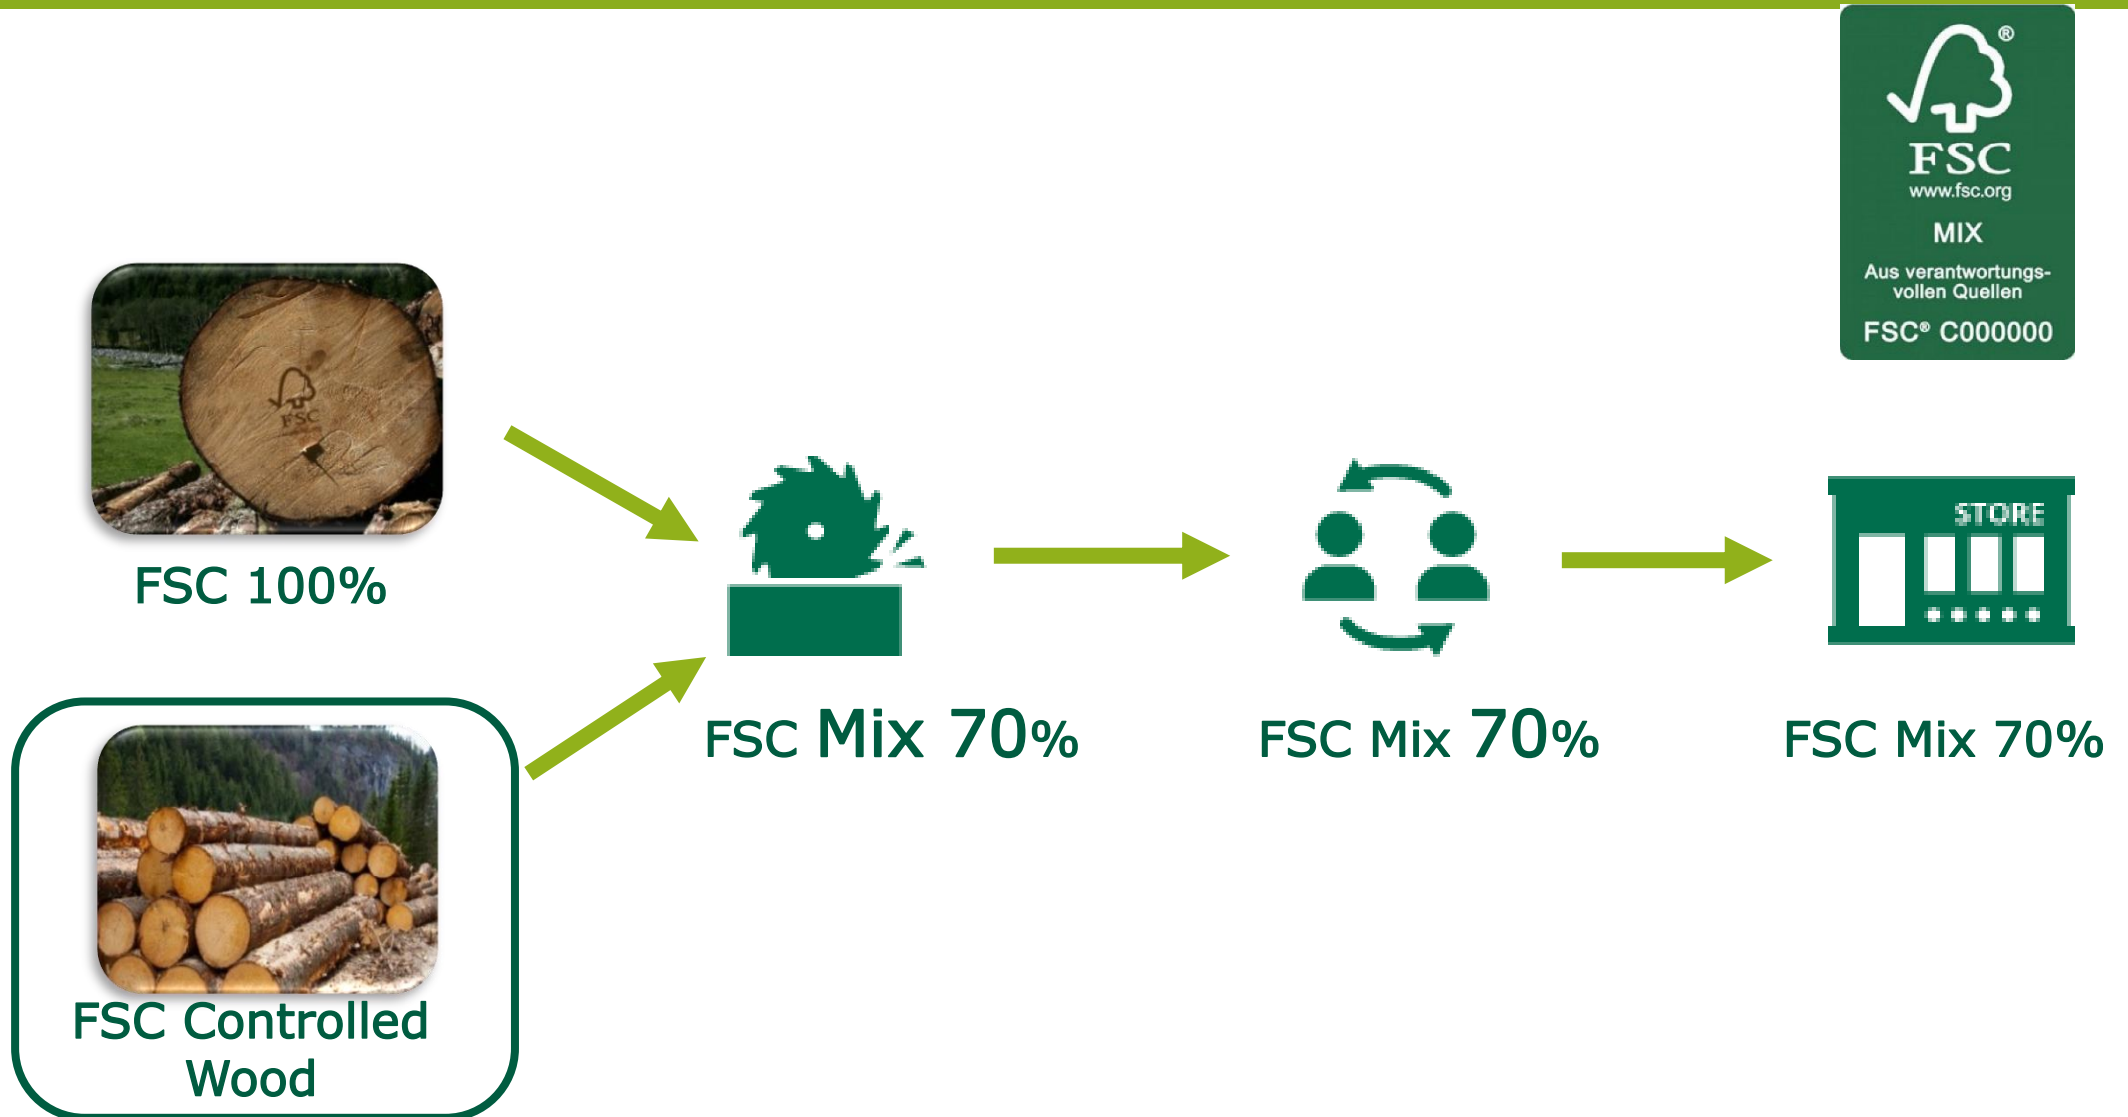 ®
FSC
www.fsc.org
MIX
Aus verantwortungs-
vollen Quellen
FSC® C000000
FSC
FSC 100%
STORE
FSC Mix 70%
FSC Mix 70%
FSC Mix 70%
FSC Controlled
Wood